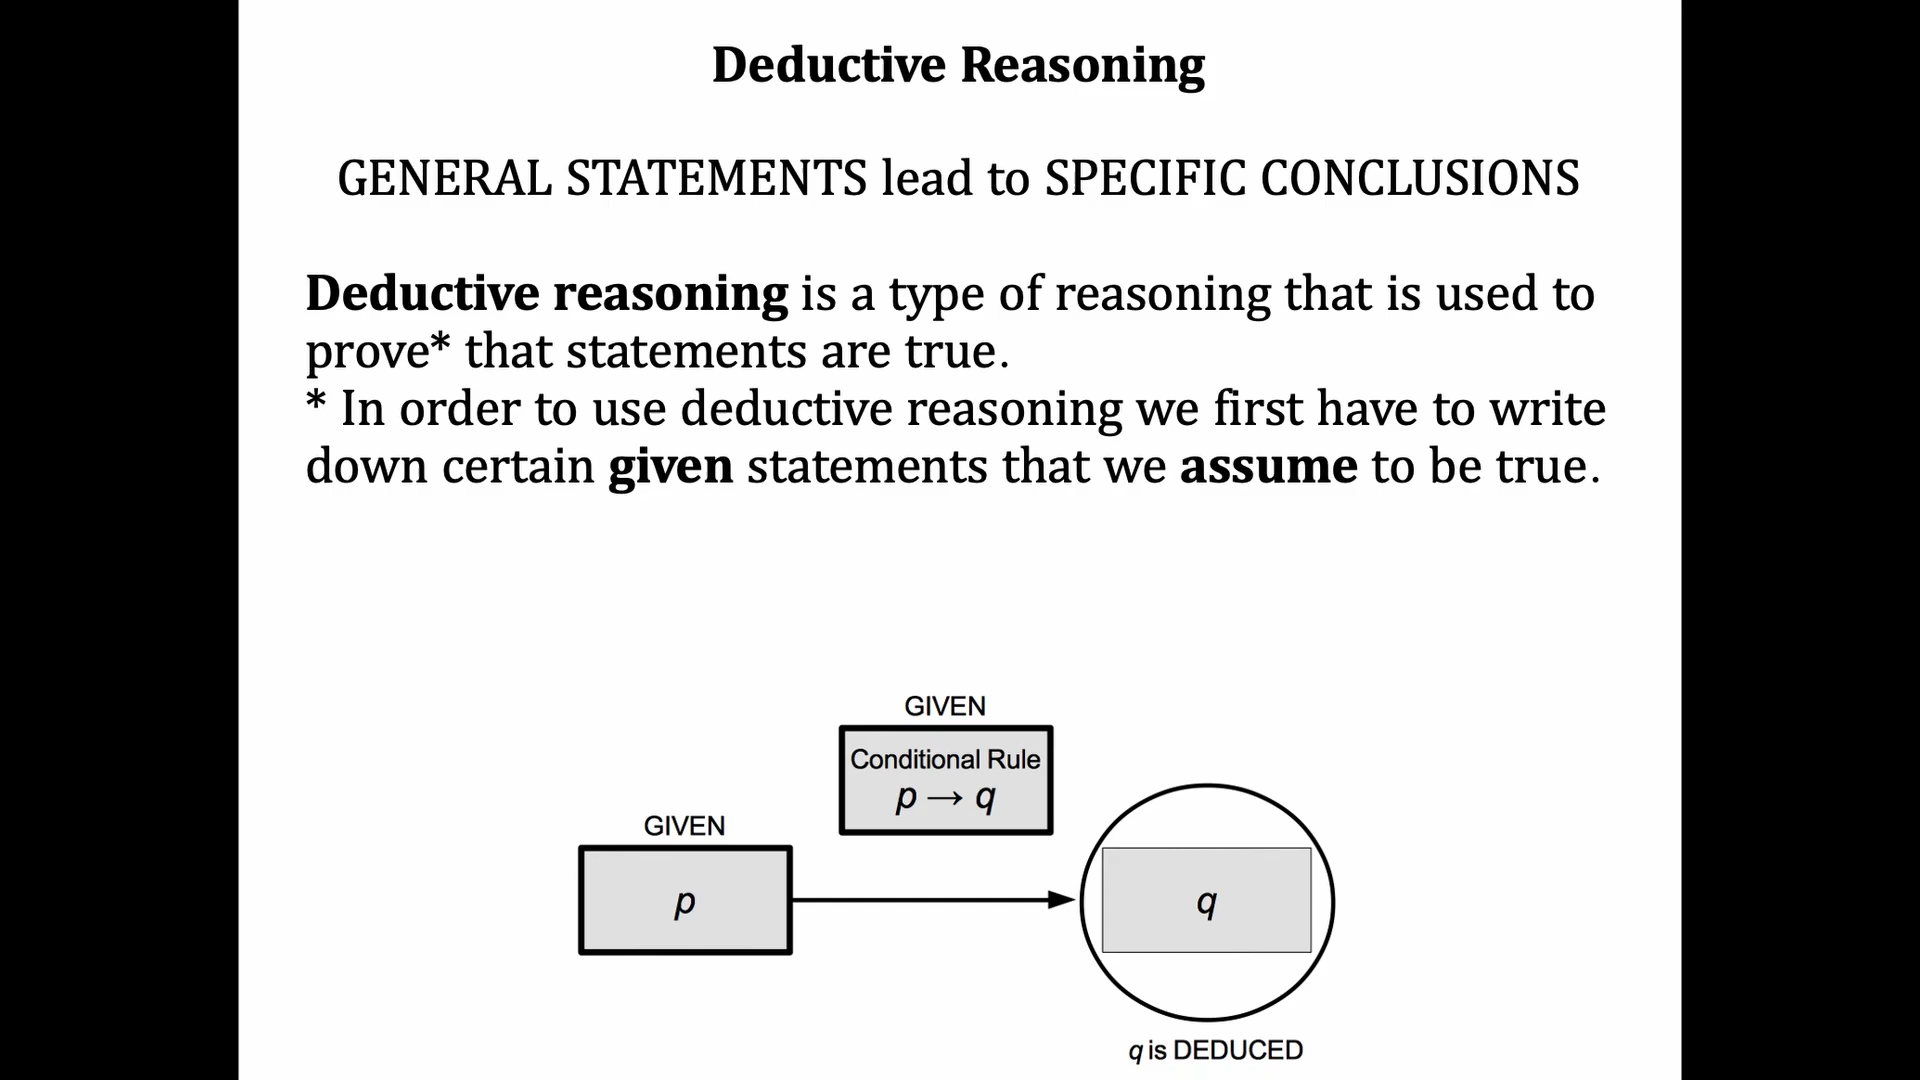 Deductive Reasoning
GENERAL STATEMENTS lead to SPECIFIC CONCLUSIONS
Deductive reasoning is a type of reasoning that is used to
prove* that statements are true.
* In order to use deductive reasoning we first have to write
down certain given statements that we assume to be true.
GIVEN
Conditional Rule
p → q
GIVEN
p
q
q is DEDUCED